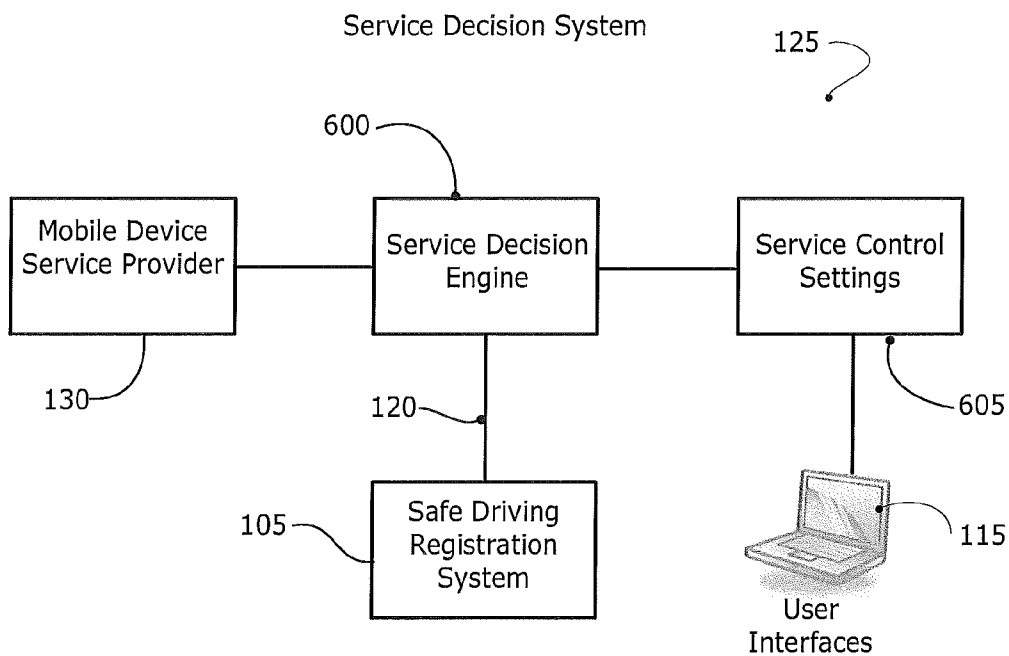 Service Decision System
125
600
Mobile Device
Service Provider
Service Decision
Engine
Service Control
Settings
130
120
605
105
Safe Driving
Registration
System
115
User
Interfaces